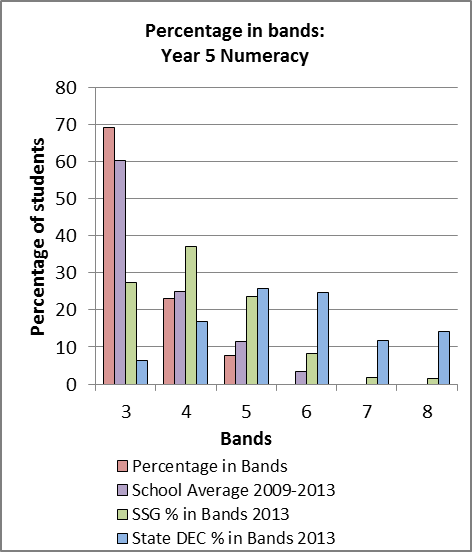 Percentage in bands:
Year 5 Numeracy
Percentage of students
80
70
60
50
40
30
20
10
0
3 4 5 6 7 8
Bands
Percentage in Bands
School Average 2009-2013
SSG % in Bands 2013
State DEC % in Bands 2013